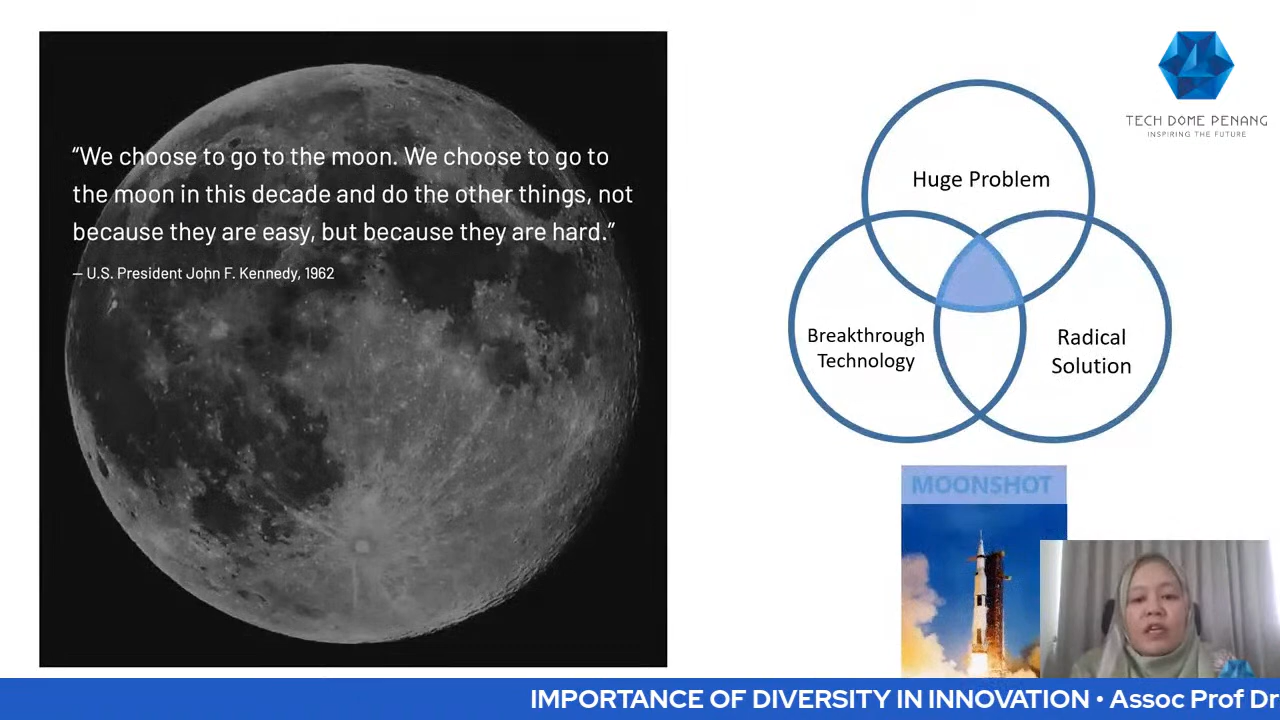 “We choose to go to the moon. We choose to go to
the moon in this decade and do the other things, not
because they are easy, but because they are hard.”
– U.S. President John F. Kennedy, 1962
Huge Problem
Breakthrough
Technology
Radical
Solution
MOONSHOT
TECH DOME PENANG
INSPIRING THE FUTURE
IMPORTANCE OF DIVERSITY IN INNOVATION • Assoc Prof Dr